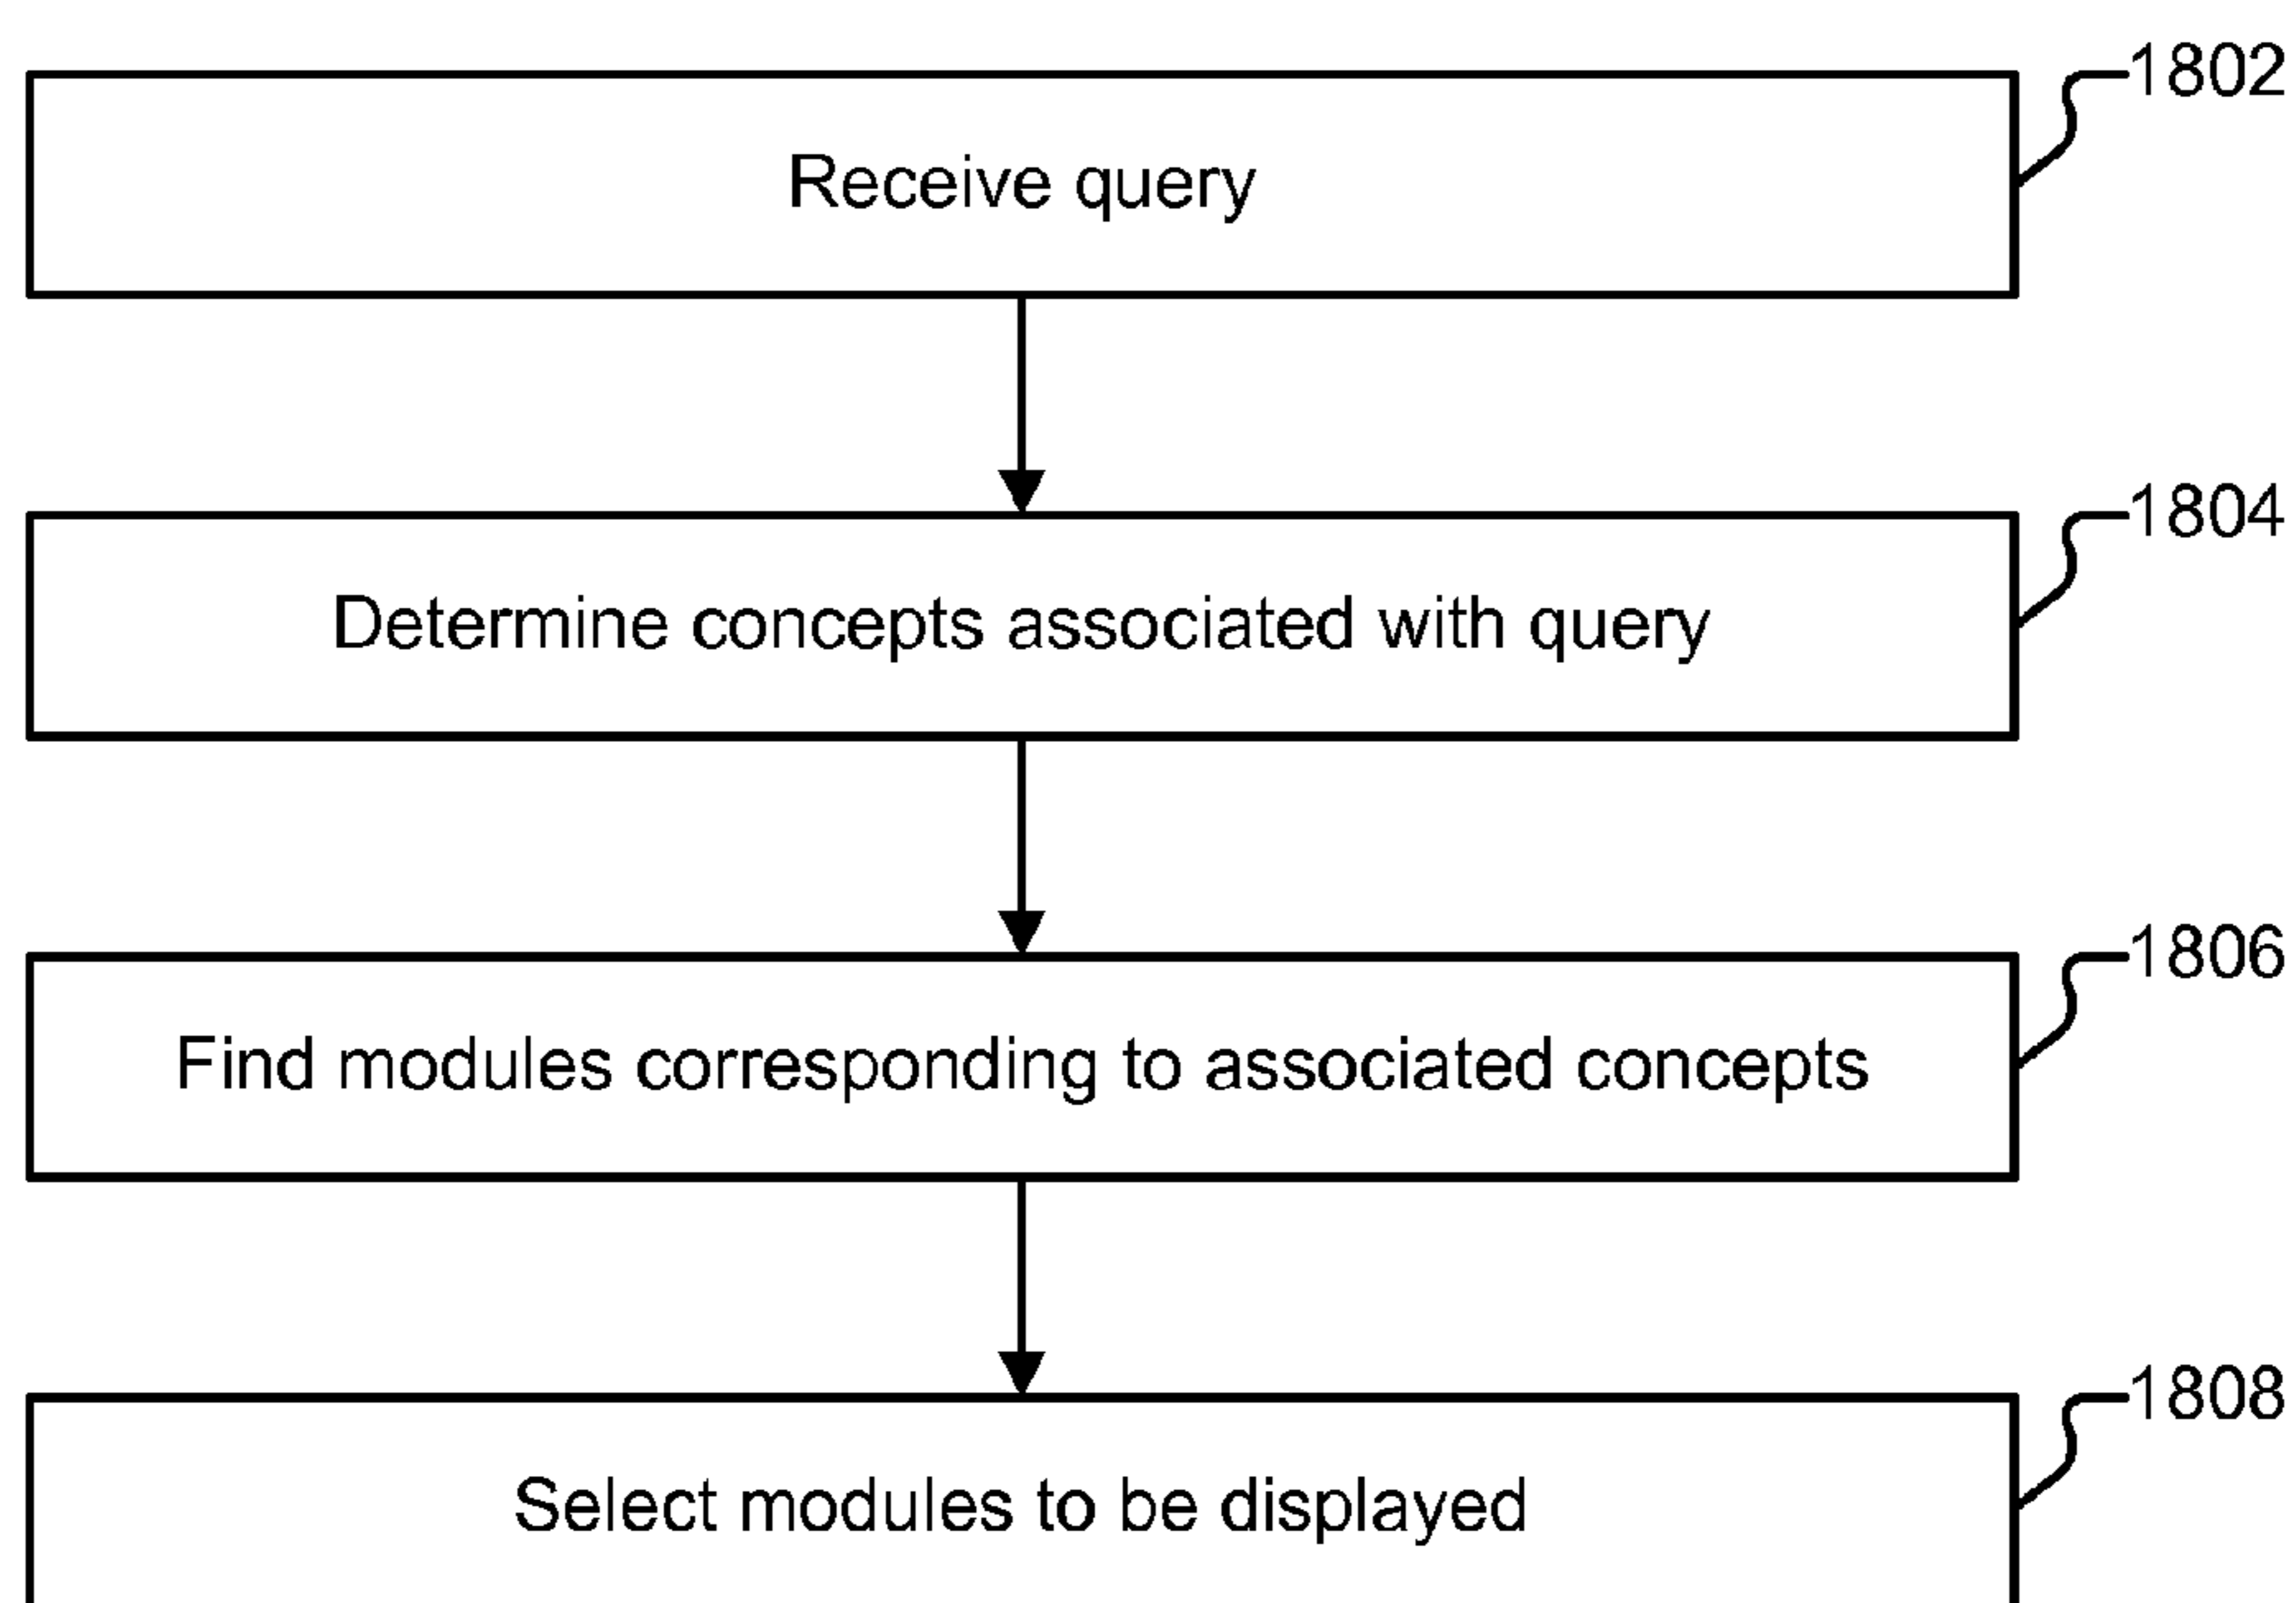 1802
Receive query
1804
Determine concepts associated with query
1806
Find modules corresponding to associated concepts
1808
Select modules to be displayed